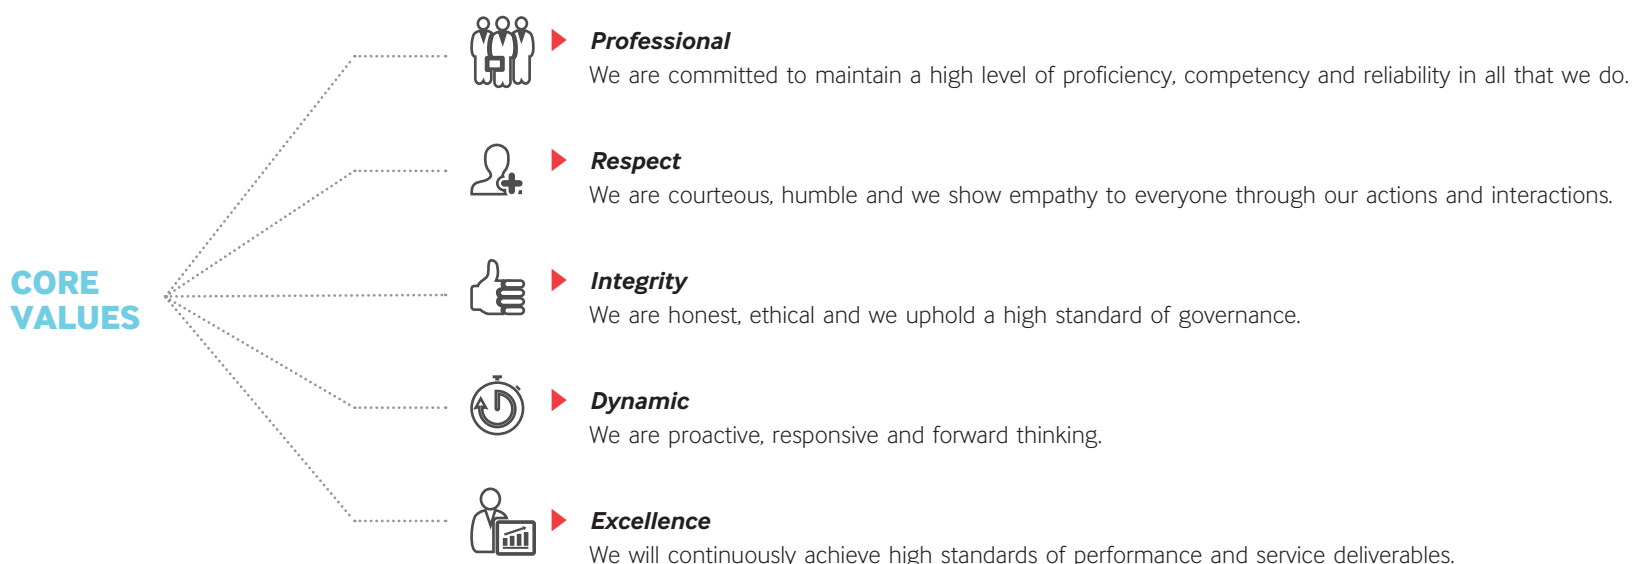 CORE
VALUES
Professional
We are committed to maintain a high level of proficiency, competency and reliability in all that we do.
Respect
We are courteous, humble and we show empathy to everyone through our actions and interactions.
Integrity
We are honest, ethical and we uphold a high standard of governance.
Dynamic
We are proactive, responsive and forward thinking.
Excellence
We will continuously achieve high standards of performance and service deliverables.